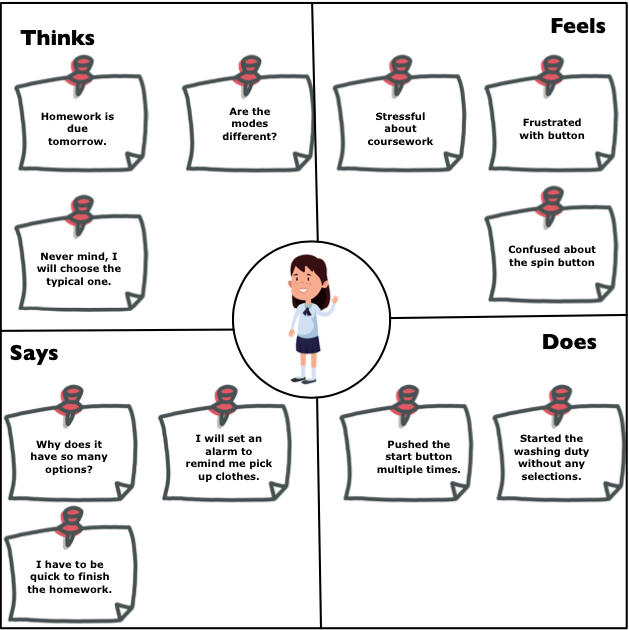 Thinks
Homework is
due
tomorrow.
Are the
modes
different?
Never mind, I
will choose the
typical one.
Feels
Stressful
about
coursework
Frustrated
with button
Confused about
the spin button
Says
Why does it
have so many
options?
I will set an
alarm to
remind me pick
up clothes.
I have to be
quick to finish
the homework.
Does
Pushed the
start button
multiple times.
Started the
washing duty
without any
selections.